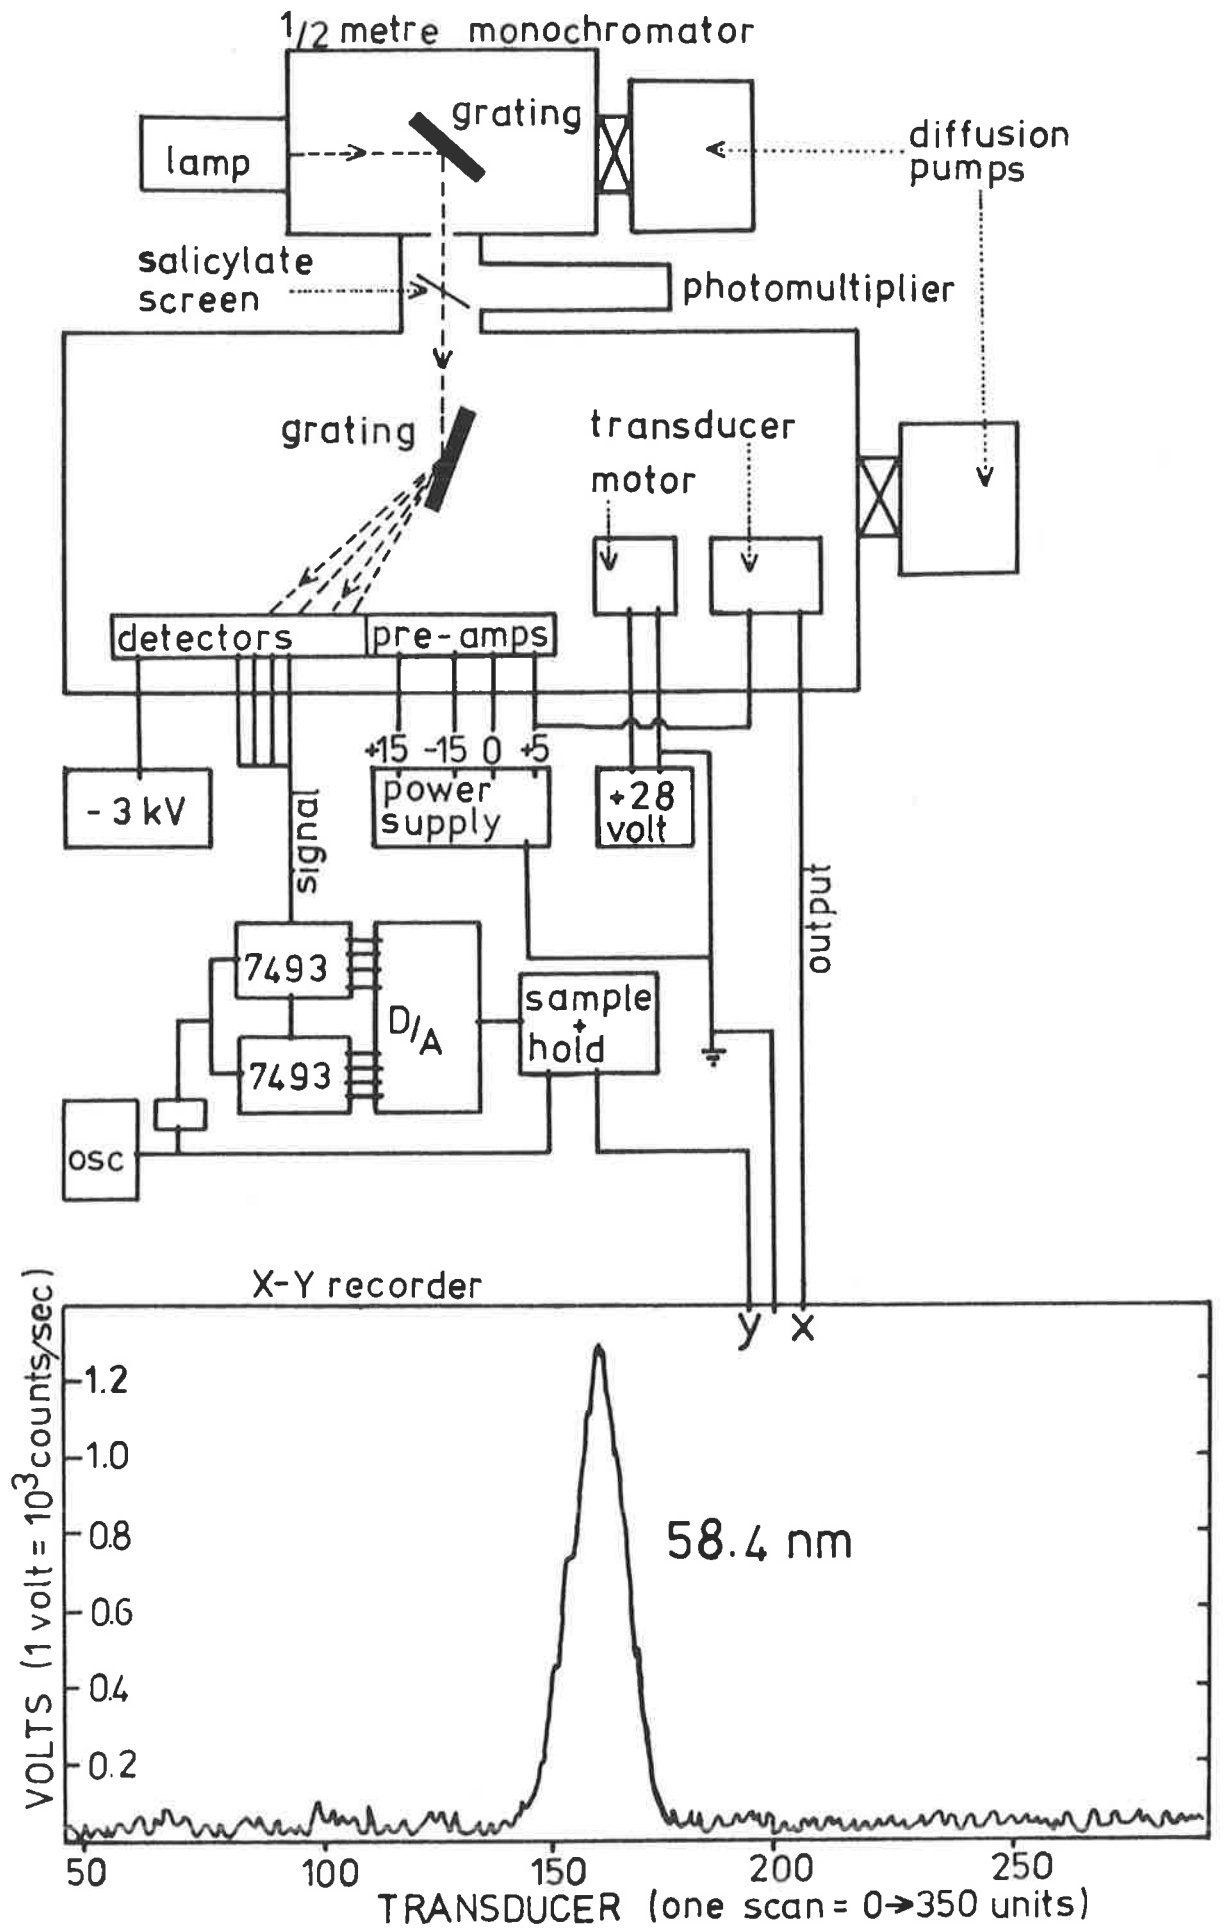 1/2 metre monochromator
grating
lamp
diffusion
pumps
salicylate
screen
photomultiplier
grating
transducer
motor
detectors
pre-amps
+15 -15 0 +5
- 3 kV
power
supply
+28
volt
signal
output
7493
7493
D/A
sample
+
hold
osc
X-Y recorder
y x
VOLTS (1 volt = 10³ counts/sec)
1.2
1.0
0.8
0.6
0.4
0.2
58.4 nm
50 100 150 200 250
TRANSDUCER (one scan = 0→350 units)